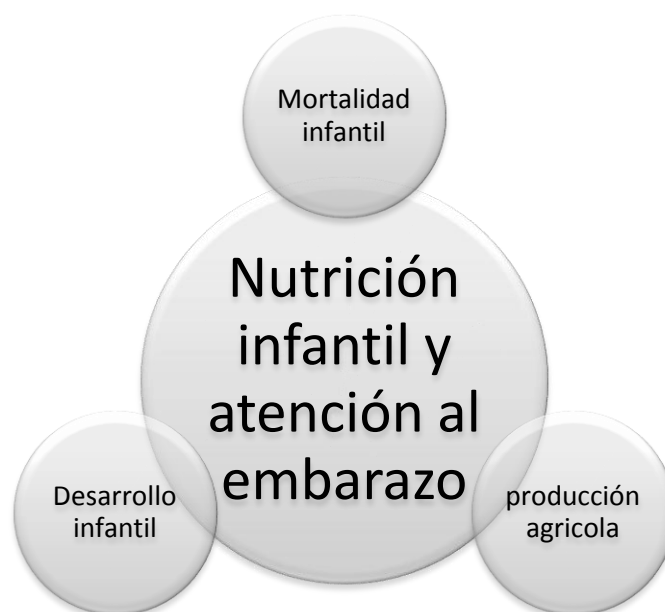 Mortalidad
infantil
Nutrición
infantil y
atención al
embarazo
Desarrollo
infantil
producción
agricola